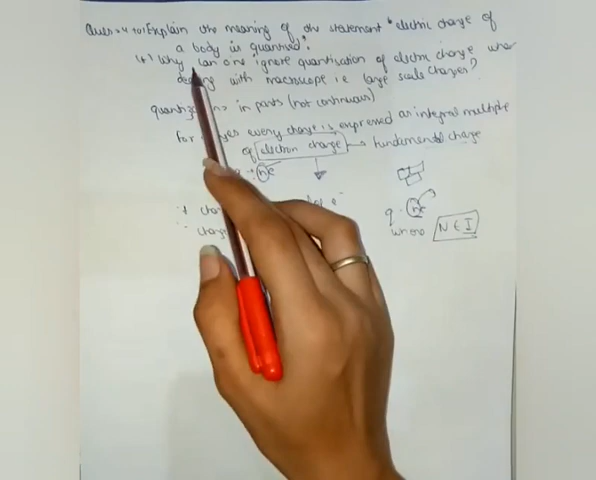 Ques = 4 (a) Explain the meaning of the statement "electric charge of
a body is quantised".
(b) Why can one ignore quantisation of electric charge when
dealing with macroscopic i.e large scale charges?
in parts (not continuous)
every charge is expressed as an integral multiple
of electron charge → fundamental charge
ne
q = ne
where N ∈ I